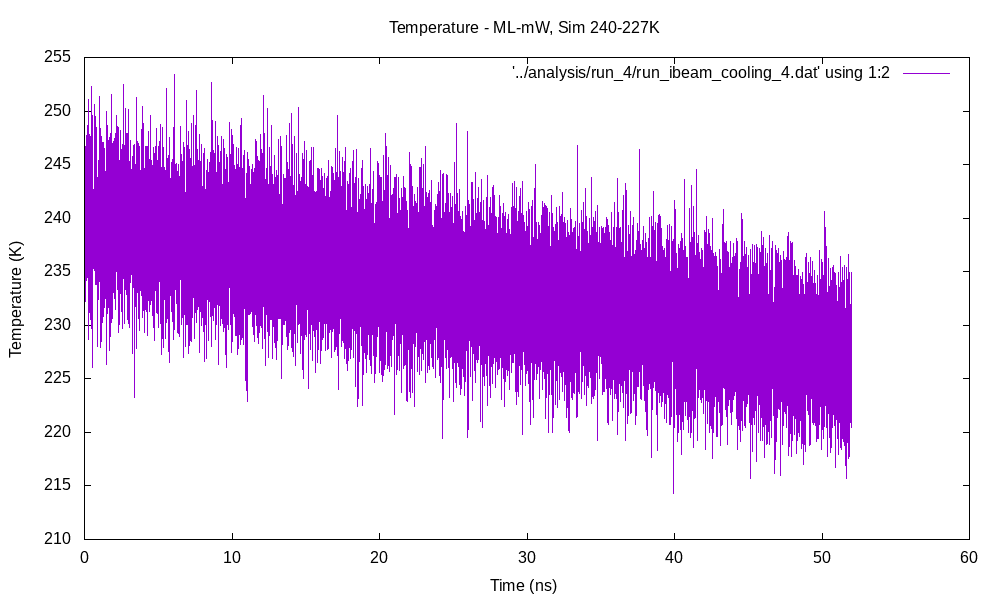 Temperature - ML-mW, Sim 240-227K
'../analysis/run_4/run_ibeam_cooling_4.dat' using 1:2
255
250
245
240
235
230
225
220
215
210
Temperature (K)
0 10 20 30 40 50 60
Time (ns)